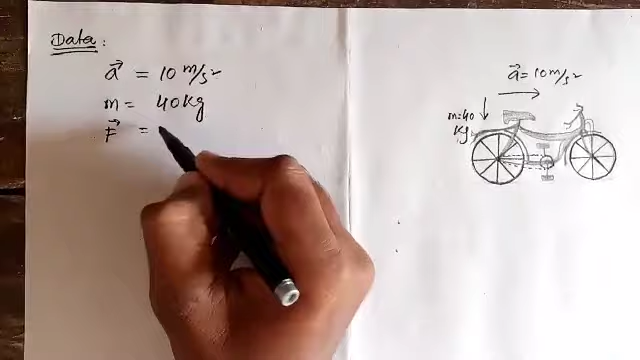 Data:
a⃗ = 10 m/s²
m = 40 kg
F⃗ =
a⃗ = 10 m/s²
m=40
kg